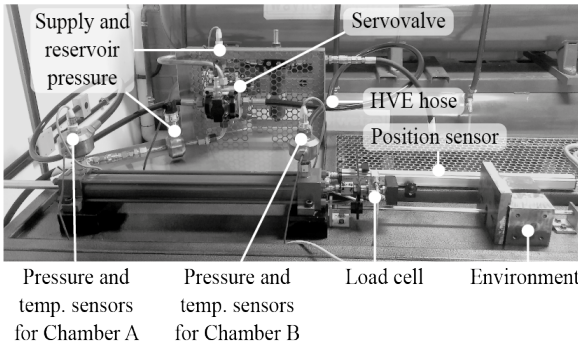 Supply and
reservoir
pressure
Servovalve
HVE hose
Position sensor
Pressure and
temp. sensors
for Chamber A
Pressure and
temp. sensors
for Chamber B
Load cell
Environment